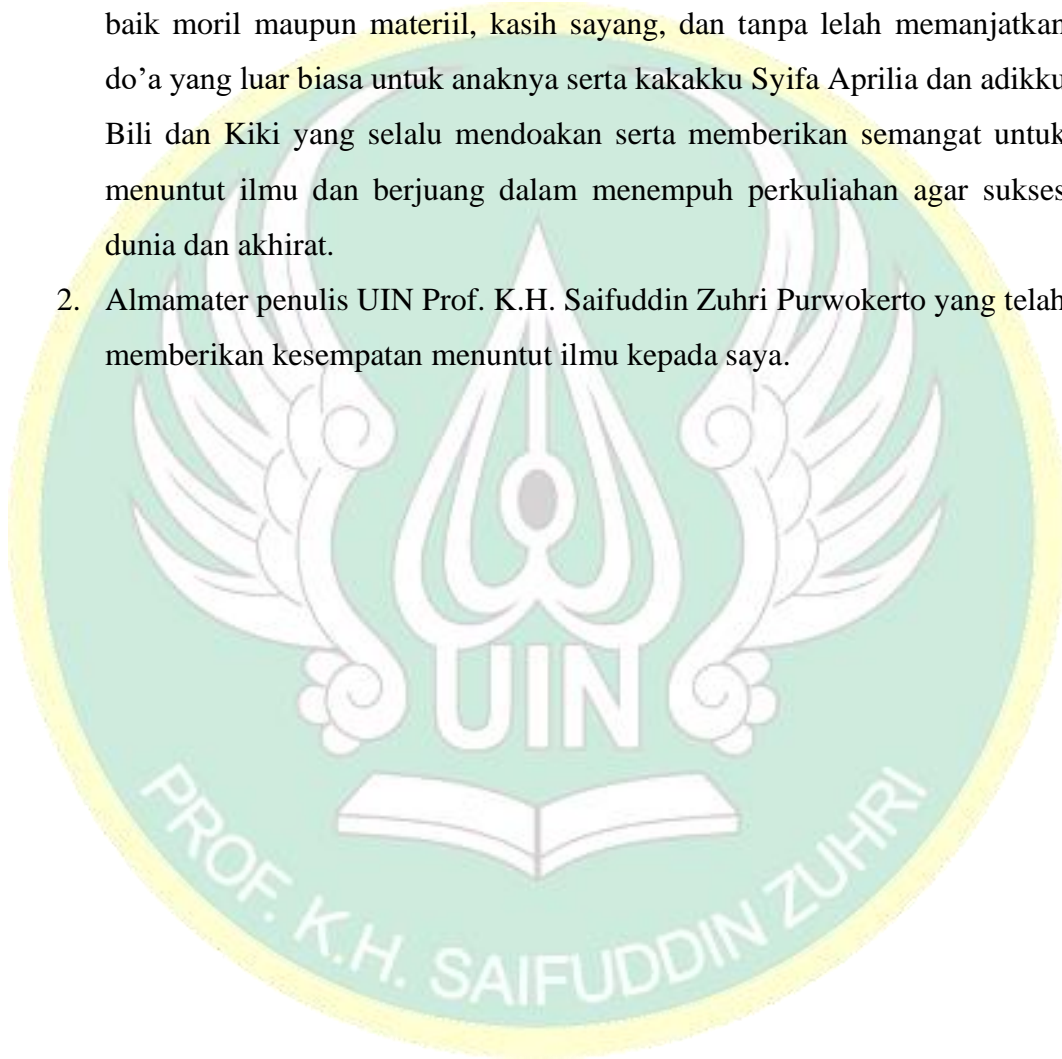 baik moril maupun materiil, kasih sayang, dan tanpa lelah memanjatkan
do’a yang luar biasa untuk anaknya serta kakakku Syifa Aprilia dan adikku
Bili dan Kiki yang selalu mendoakan serta memberikan semangat untuk
menuntut ilmu dan berjuang dalam menempuh perkuliahan agar sukses
dunia dan akhirat.
2. Almamater penulis UIN Prof. K.H. Saifuddin Zuhri Purwokerto yang telah
memberikan kesempatan menuntut ilmu kepada saya.
UIN
PROF. K.H. SAIFUDDIN ZUHRI